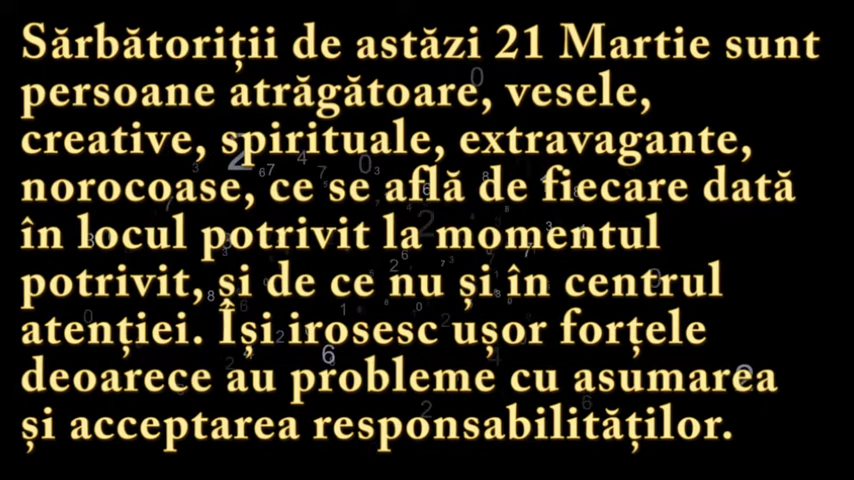 Sărbătoriții de astăzi 21 Martie sunt
persoane atrăgătoare, vesele,
creative, spirituale, extravagante,
norocoase, ce se află de fiecare dată
în locul potrivit la momentul
potrivit, și de ce nu și în centrul
atenției. Își irosesc ușor forțele
deoarece au probleme cu asumarea
și acceptarea responsabilităților.